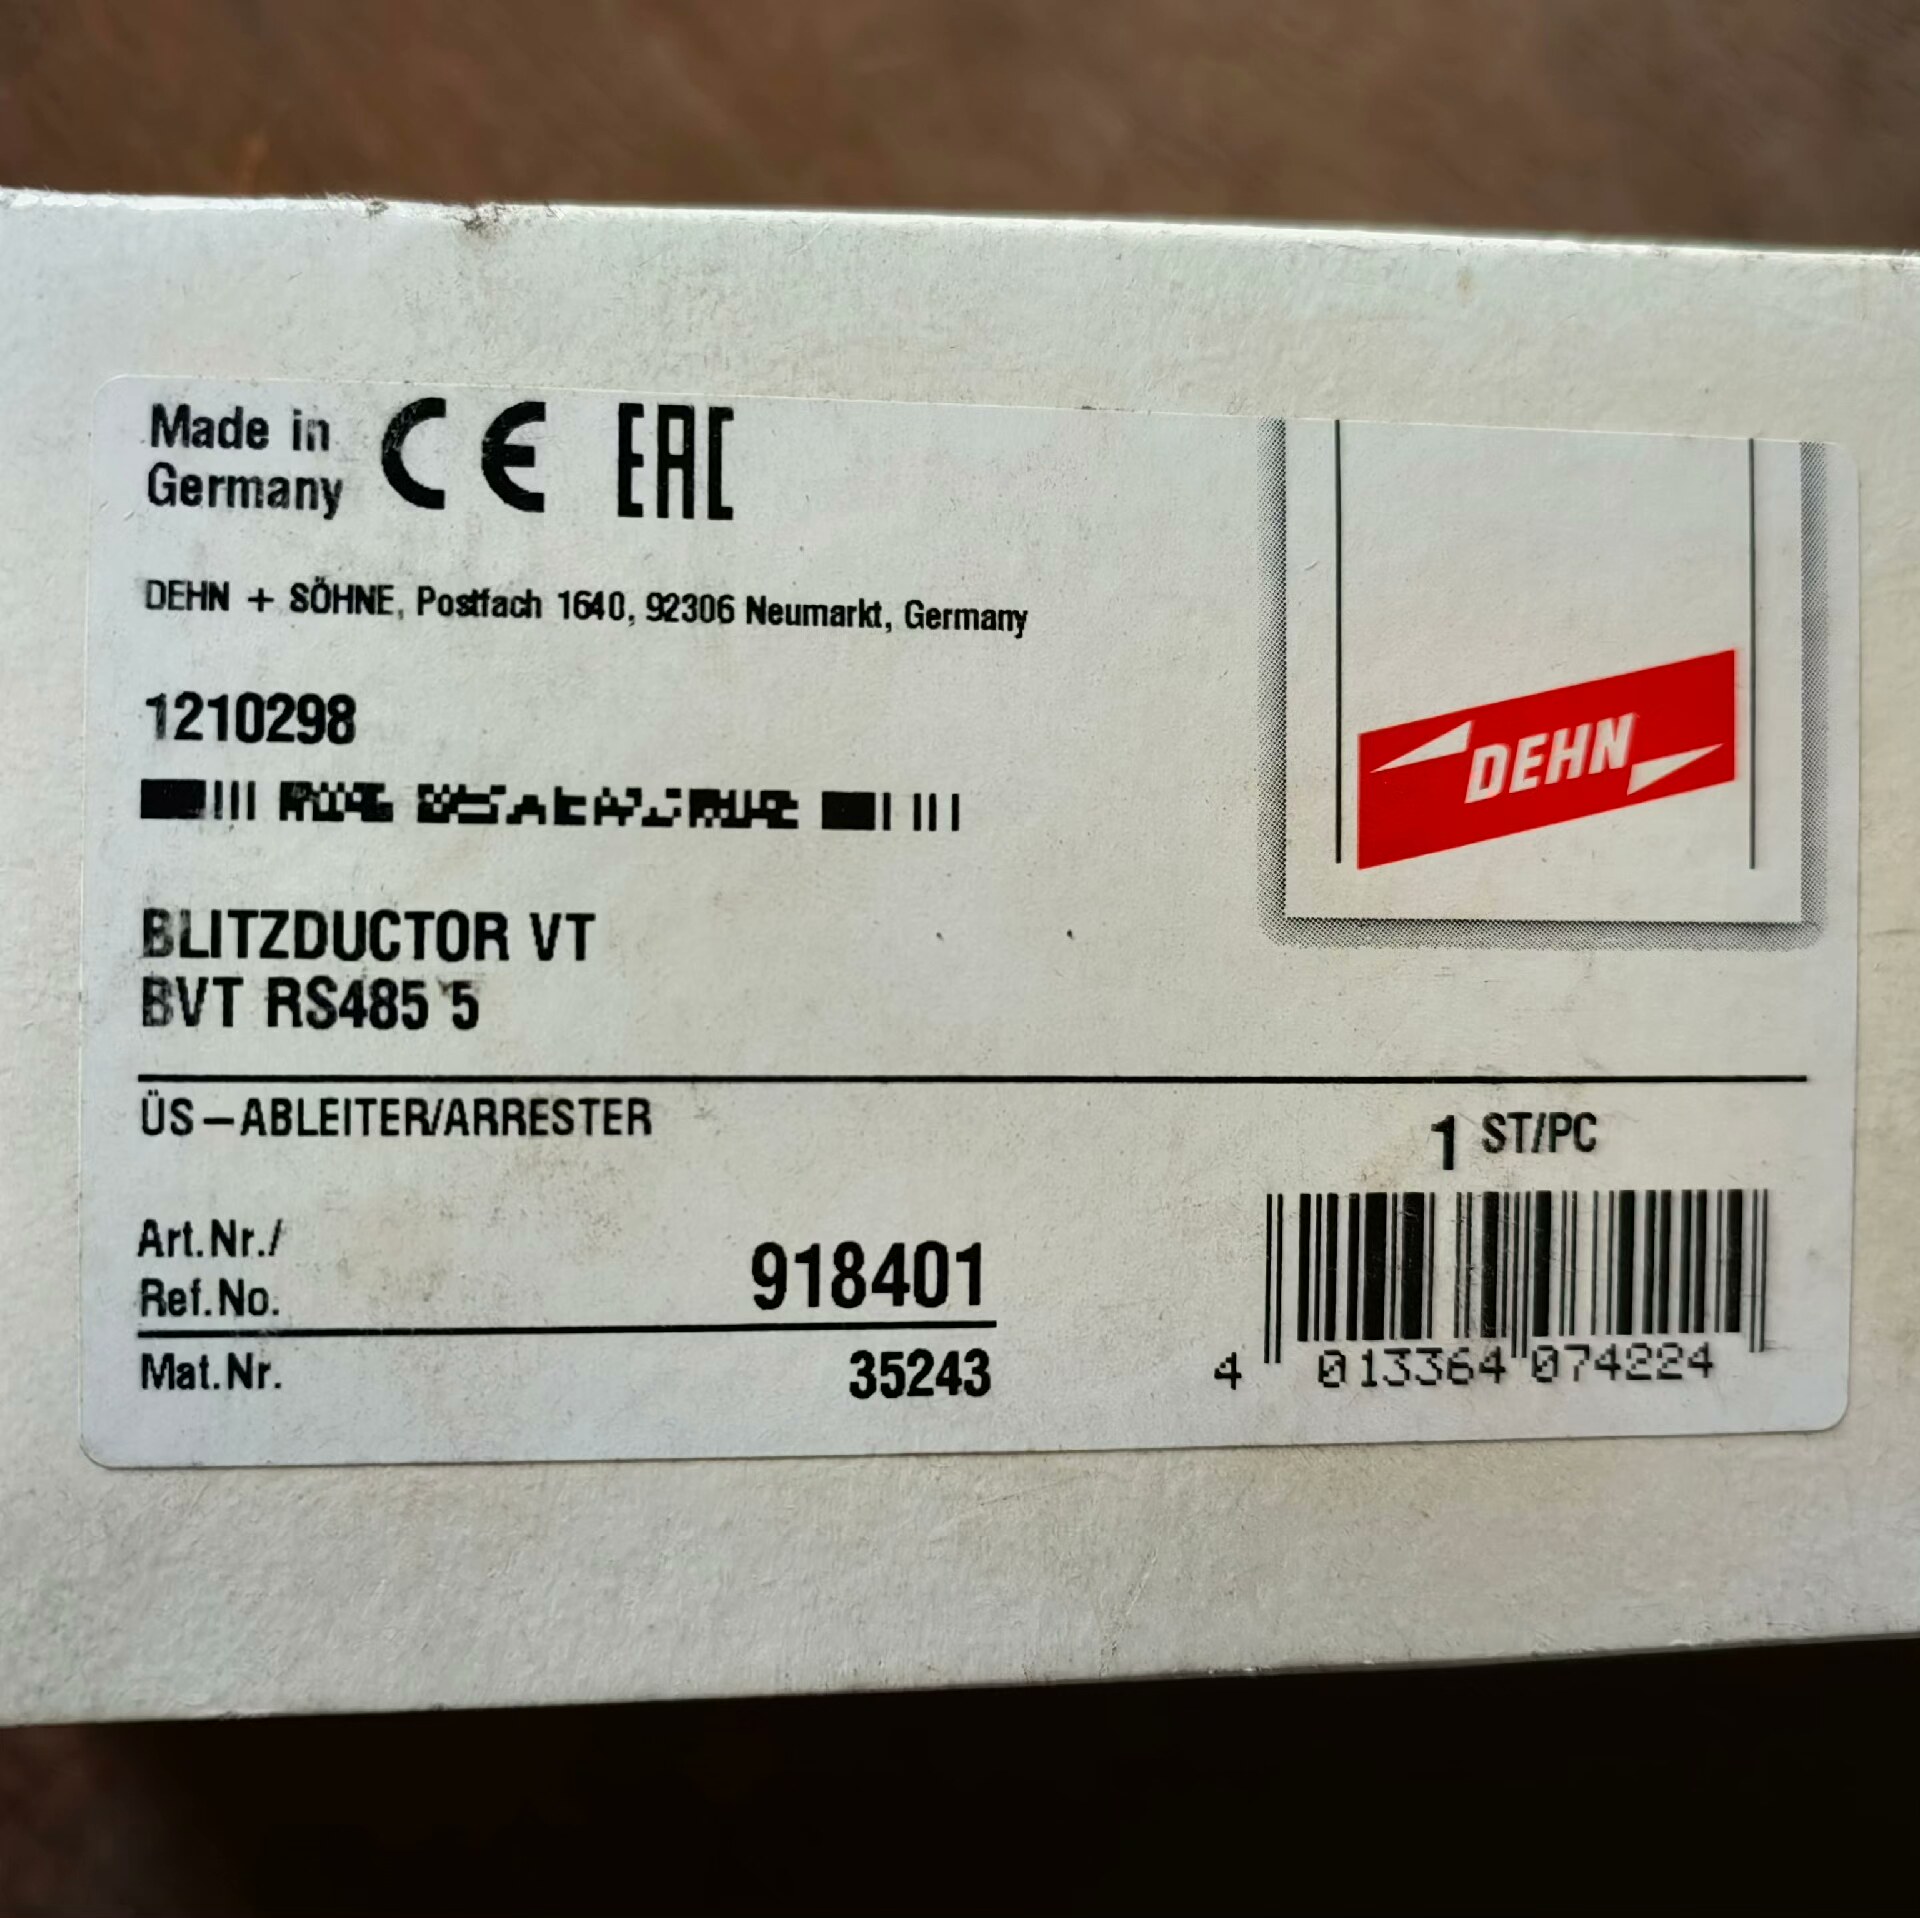 Made in
Germany
CE EAC
DEHN + SÖHNE, Postfach 1640, 92306 Neumarkt, Germany
1210298
DEHN
BLITZDUCTOR VT
BVT RS485 5
ÜS-ABLEITER/ARRESTER
1 ST/PC
Art.Nr./
Ref.No.
918401
Mat.Nr.
35243
4 013364 074224